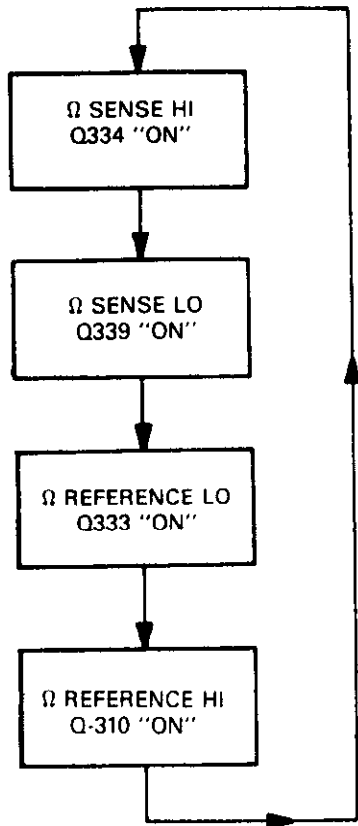 Ω SENSE HI
Q334 "ON"
Ω SENSE LO
Q339 "ON"
Ω REFERENCE LO
Q333 "ON"
Ω REFERENCE HI
Q-310 "ON"